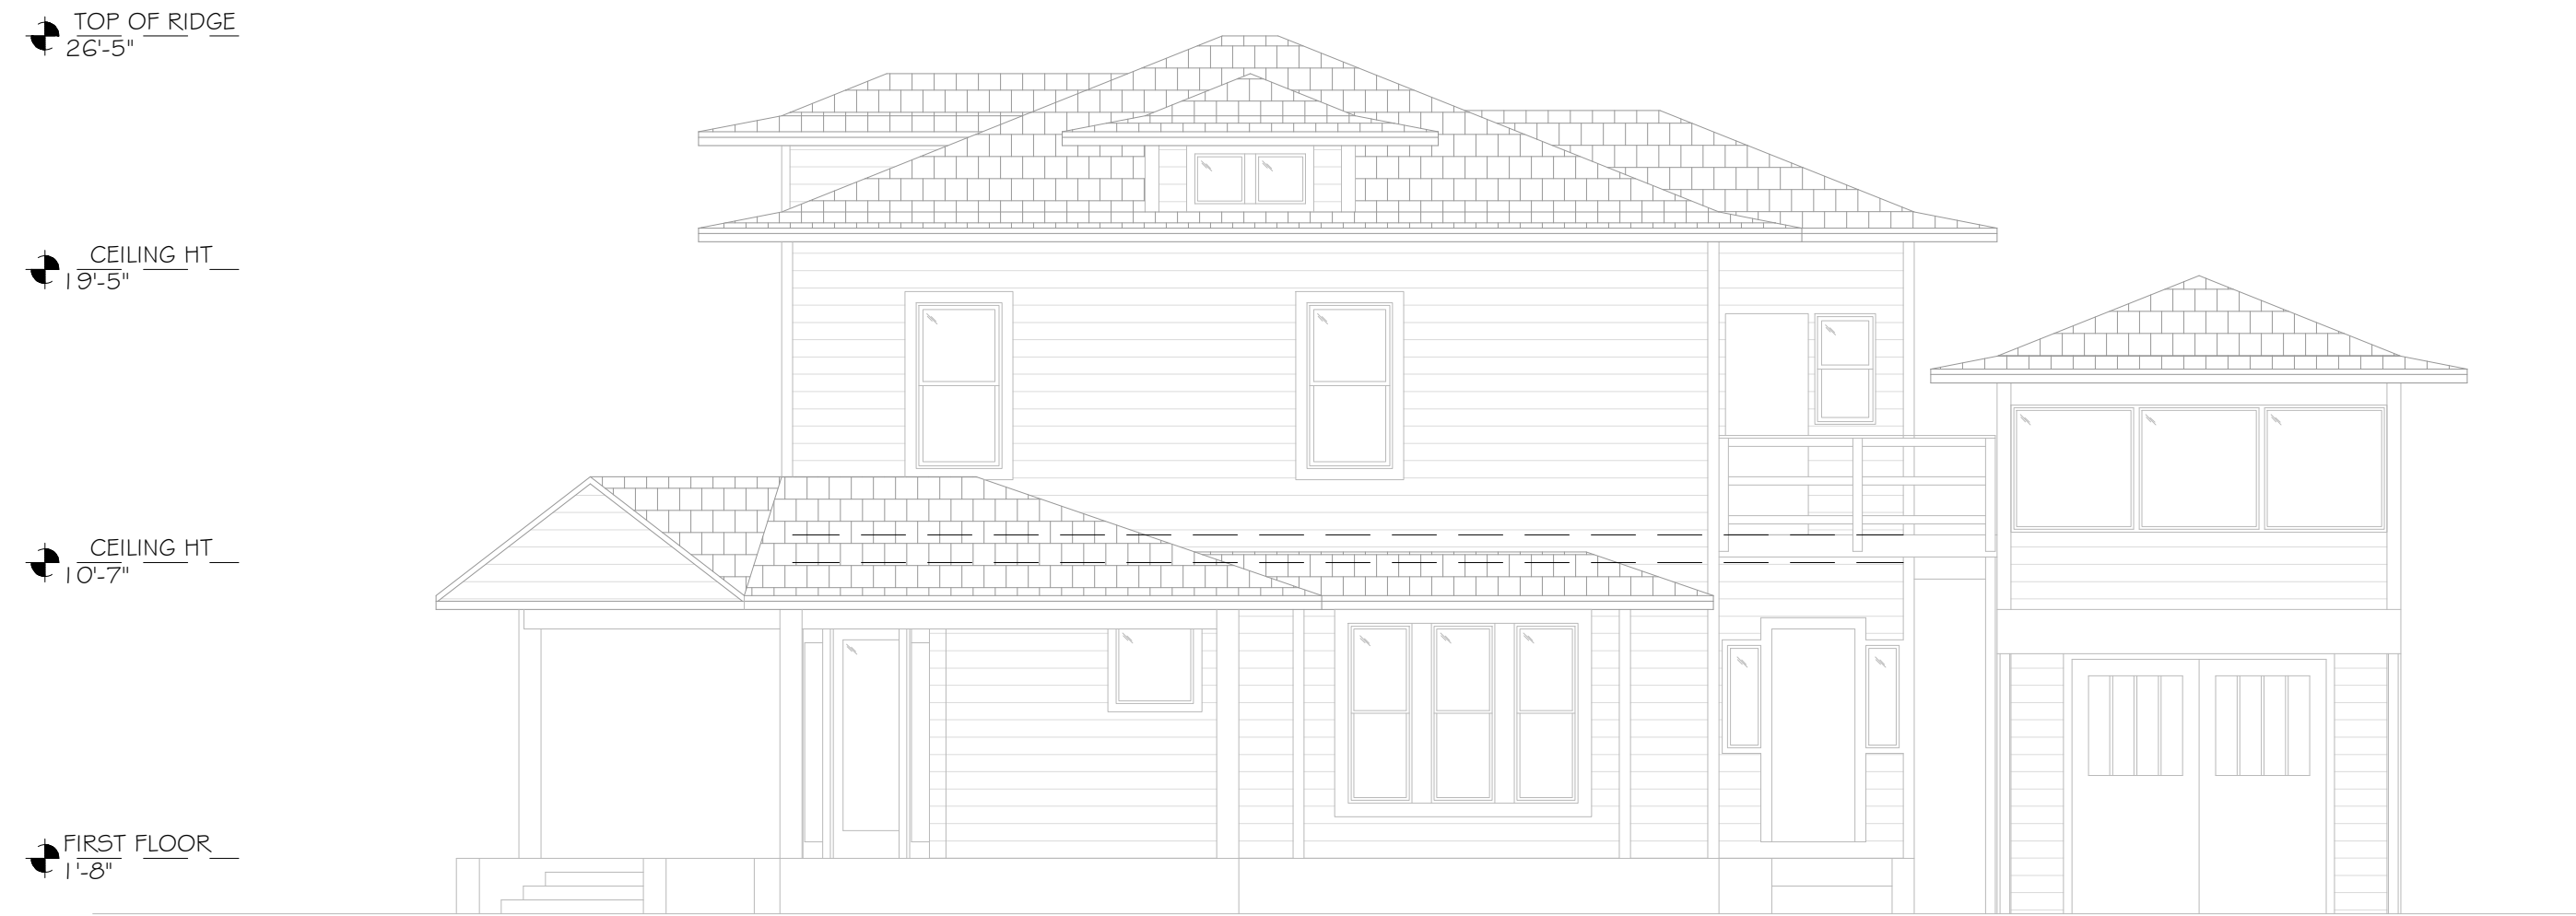 TOP OF RIDGE
26'-5"
CEILING HT
19'-5"
CEILING HT
10'-7"
FIRST FLOOR
1'-8"